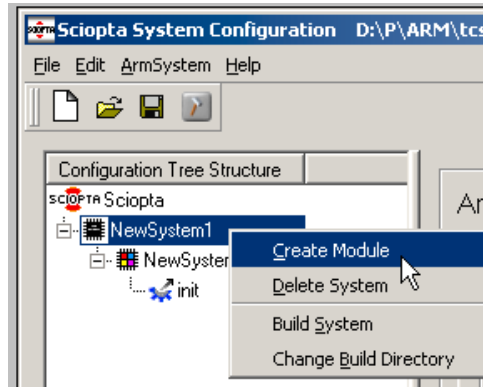 Sciopta System Configuration D:\P\ARM\tcs
File Edit ArmSystem Help
Configuration Tree Structure
SCIOPTA Sciopta
NewSystem1
Create Module
NewSyster
Delete System
init
Build System
Change Build Directory